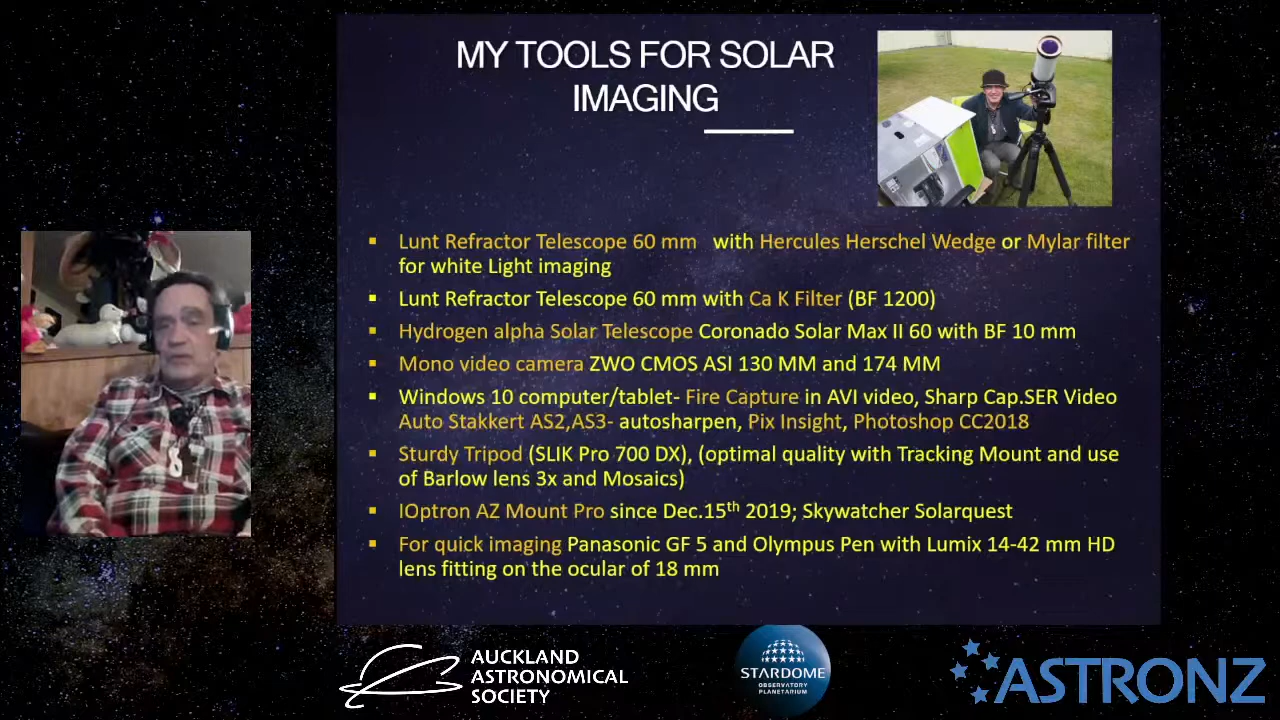 MY TOOLS FOR SOLAR
IMAGING
▪ Lunt Refractor Telescope 60 mm with Hercules Herschel Wedge or Mylar filter
for white Light imaging
▪ Lunt Refractor Telescope 60 mm with Ca K Filter (BF 1200)
▪ Hydrogen alpha Solar Telescope Coronado Solar Max II 60 with BF 10 mm
▪ Mono video camera ZWO CMOS ASI 130 MM and 174 MM
▪ Windows 10 computer/tablet- Fire Capture in AVI video, Sharp Cap.SER Video
Auto Stakkert AS2,AS3- autosharpen, Pix Insight, Photoshop CC2018
▪ Sturdy Tripod (SLIK Pro 700 DX), (optimal quality with Tracking Mount and use
of Barlow lens 3x and Mosaics)
▪ IOptron AZ Mount Pro since Dec.15th 2019; Skywatcher Solarquest
▪ For quick imaging Panasonic GF 5 and Olympus Pen with Lumix 14-42 mm HD
lens fitting on the ocular of 18 mm
AUCKLAND
ASTRONOMICAL
SOCIETY
STARDOME
OBSERVATORY
PLANETARIUM
ASTRONZ